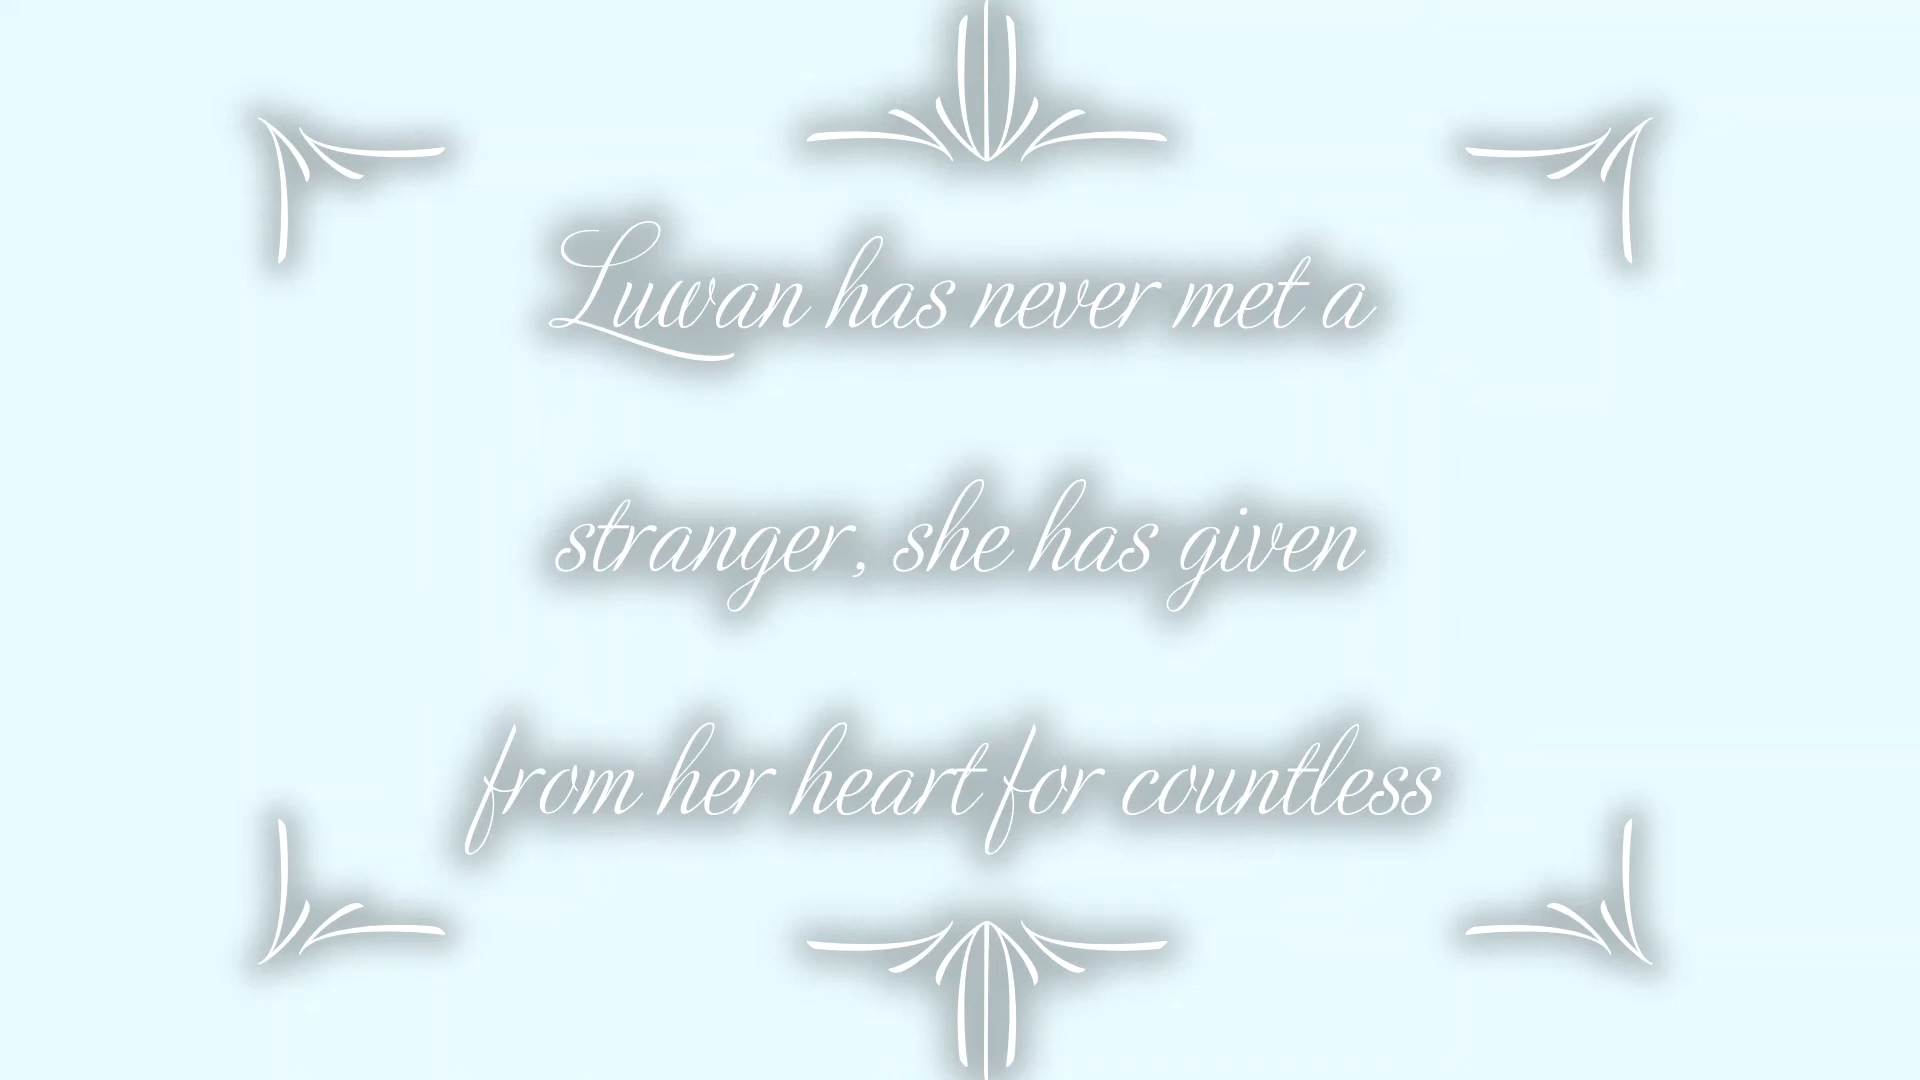 Luwan has never met a
stranger, she has given
from her heart for countless